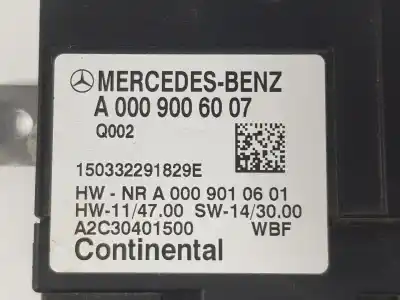 MERCEDES-BENZ
A 000 900 60 07
Q002
150332291829E
HW - NR A 000 901 06 01
HW-11/47.00 SW-14/30.00
A2C30401500 WBF
Continental